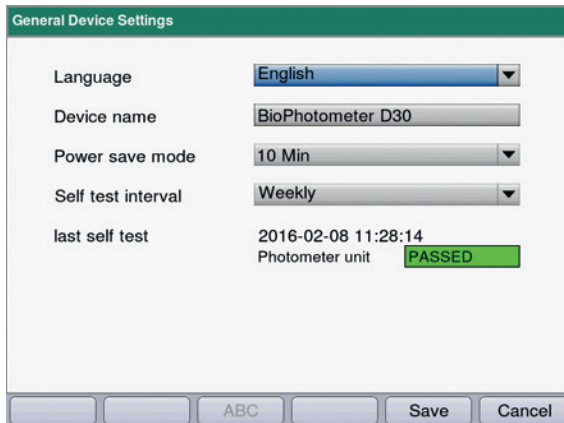 General Device Settings
Language English
Device name BioPhotometer D30
Power save mode 10 Min
Self test interval Weekly
last self test 2016-02-08 11:28:14
Photometer unit PASSED
ABC Save Cancel